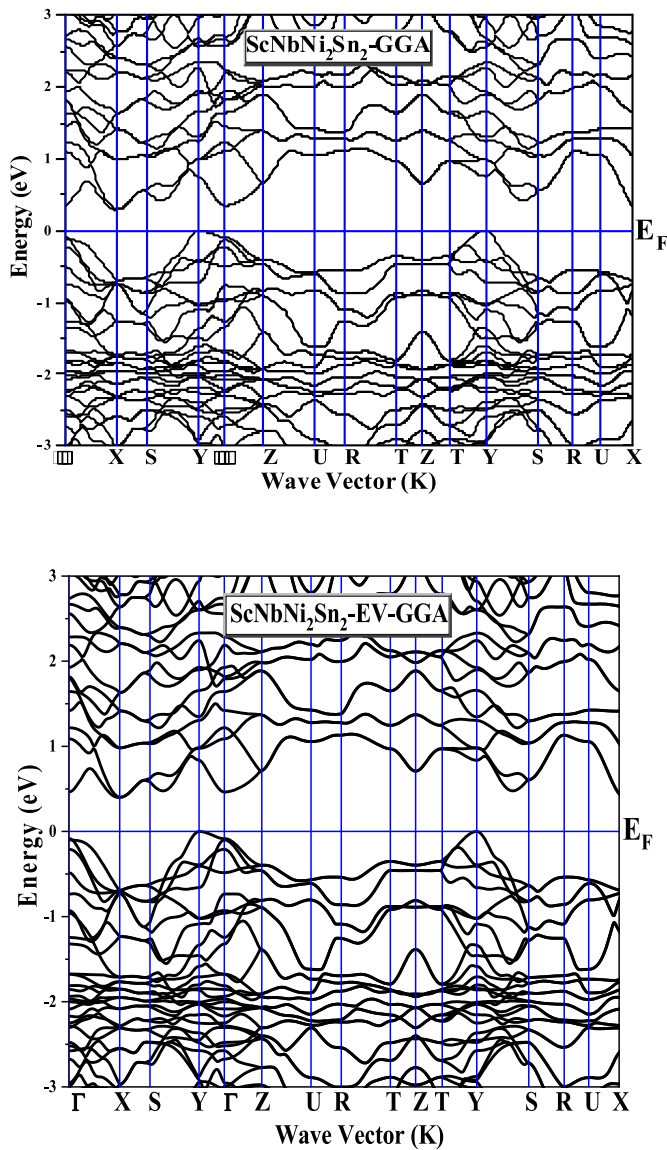 ScNbNi₂Sn₂-GGA
3
2
1
0
-1
-2
-3
Energy (eV)
E_F
X S Y Z U R T Z T Y S R U X
Wave Vector (K)
ScNbNi₂Sn₂-EV-GGA
3
2
1
0
-1
-2
-3
Energy (eV)
E_F
Γ X S Y Γ Z U R T Z T Y S R U X
Wave Vector (K)